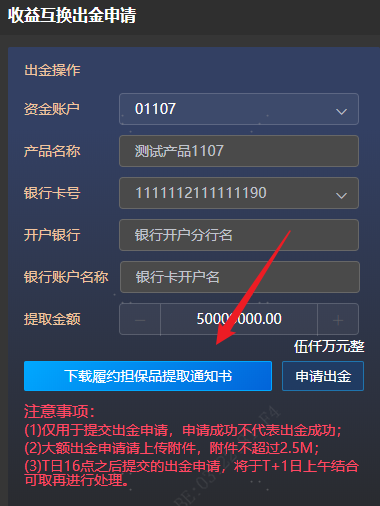 收益互换出金申请
出金操作
资金账户 01107
产品名称 测试产品1107
银行卡号 1111112111111190
开户银行 银行开户分行名
银行账户名称 银行卡开户名
提取金额 — 50000000.00 +
伍仟万元整
下载履约担保品提取通知书 申请出金
注意事项：
(1)仅用于提交出金申请，申请成功不代表出金成功；
(2)大额出金申请请上传附件，附件不超过2.5M；
(3)T日16点之后提交的出金申请，将于T+1日上午结合
可取再进行处理。